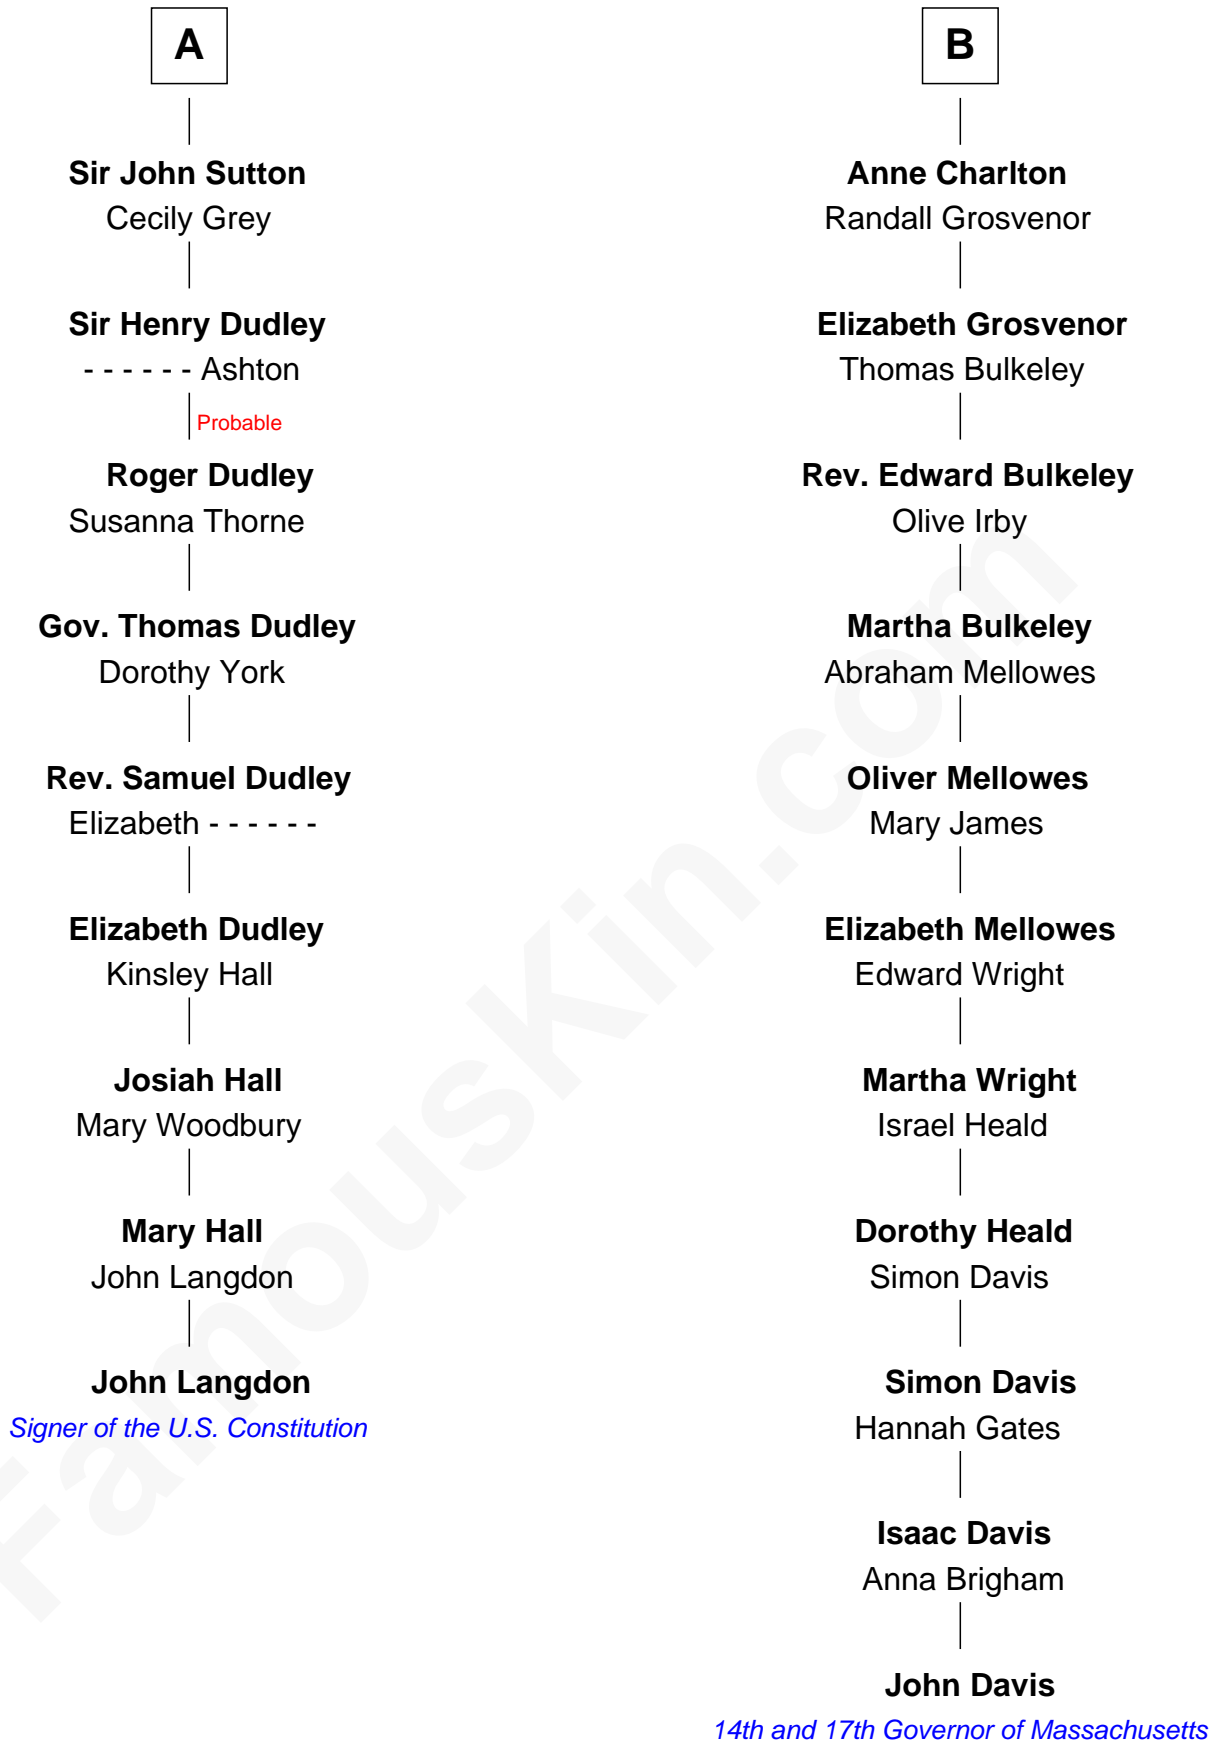 A
Sir John Sutton
Cecily Grey
Sir Henry Dudley
- - - - - - Ashton
Probable
Roger Dudley
Susanna Thorne
Gov. Thomas Dudley
Dorothy York
Rev. Samuel Dudley
Elizabeth - - - - - -
Elizabeth Dudley
Kinsley Hall
Josiah Hall
Mary Woodbury
Mary Hall
John Langdon
John Langdon
Signer of the U.S. Constitution
B
Anne Charlton
Randall Grosvenor
Elizabeth Grosvenor
Thomas Bulkeley
Rev. Edward Bulkeley
Olive Irby
Martha Bulkeley
Abraham Mellowes
Oliver Mellowes
Mary James
Elizabeth Mellowes
Edward Wright
Martha Wright
Israel Heald
Dorothy Heald
Simon Davis
Simon Davis
Hannah Gates
Isaac Davis
Anna Brigham
John Davis
14th and 17th Governor of Massachusetts
FamousKin.com